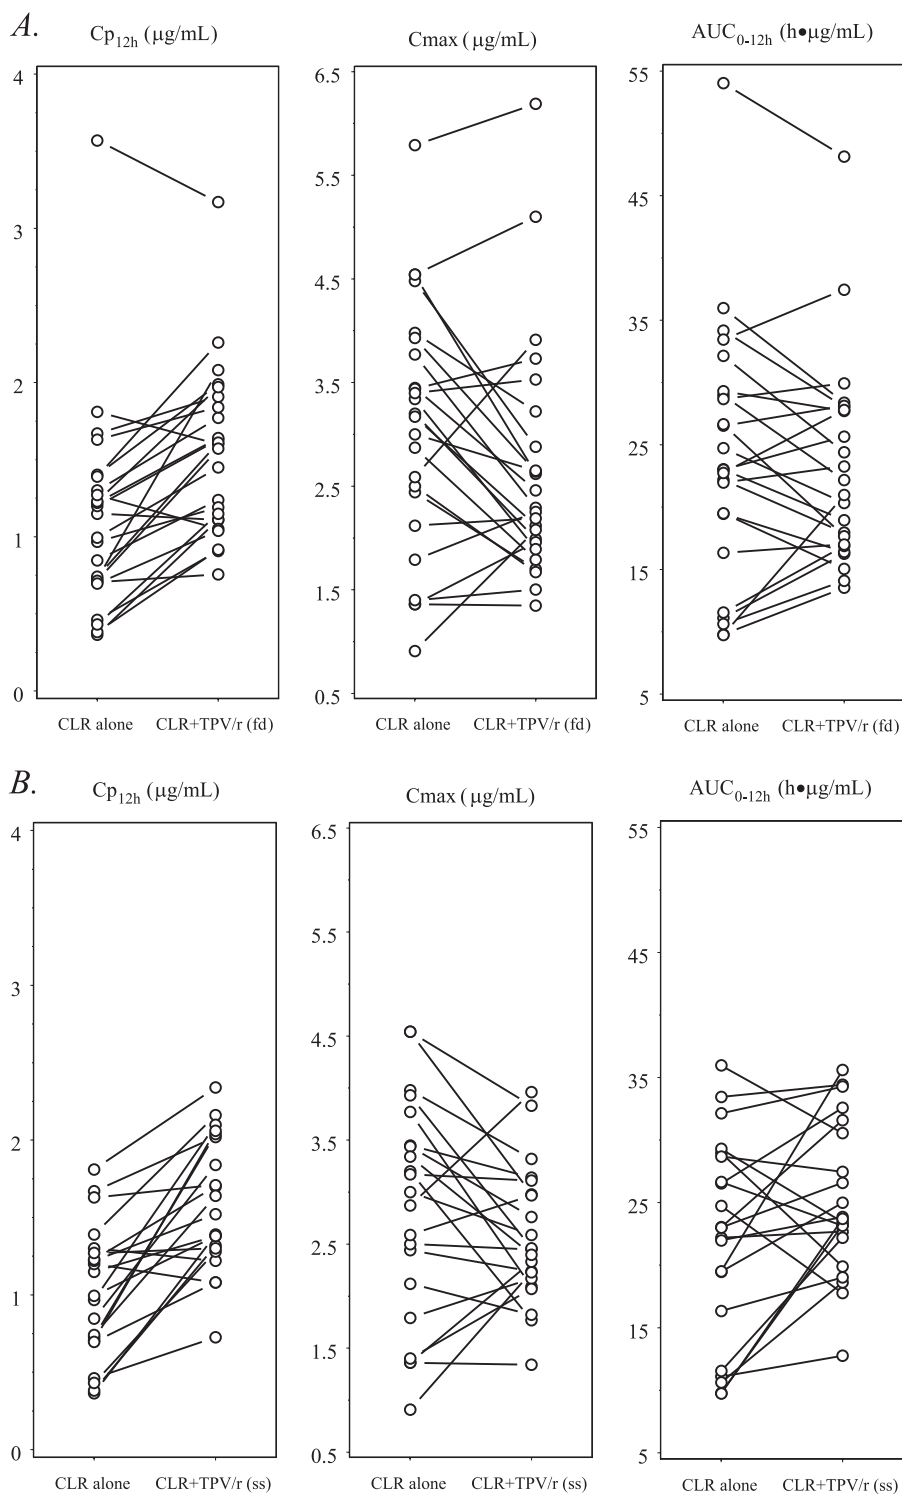 A.
Cp12h (μg/mL)
Cmax (μg/mL)
AUC0-12h (h•μg/mL)
4
3
2
1
0
CLR alone
CLR+TPV/r (fd)
6.5
5.5
4.5
3.5
2.5
1.5
0.5
CLR alone
CLR+TPV/r (fd)
55
45
35
25
15
5
CLR alone
CLR+TPV/r (fd)
B.
Cp12h (μg/mL)
Cmax (μg/mL)
AUC0-12h (h•μg/mL)
4
3
2
1
0
CLR alone
CLR+TPV/r (ss)
6.5
5.5
4.5
3.5
2.5
1.5
0.5
CLR alone
CLR+TPV/r (ss)
55
45
35
25
15
5
CLR alone
CLR+TPV/r (ss)